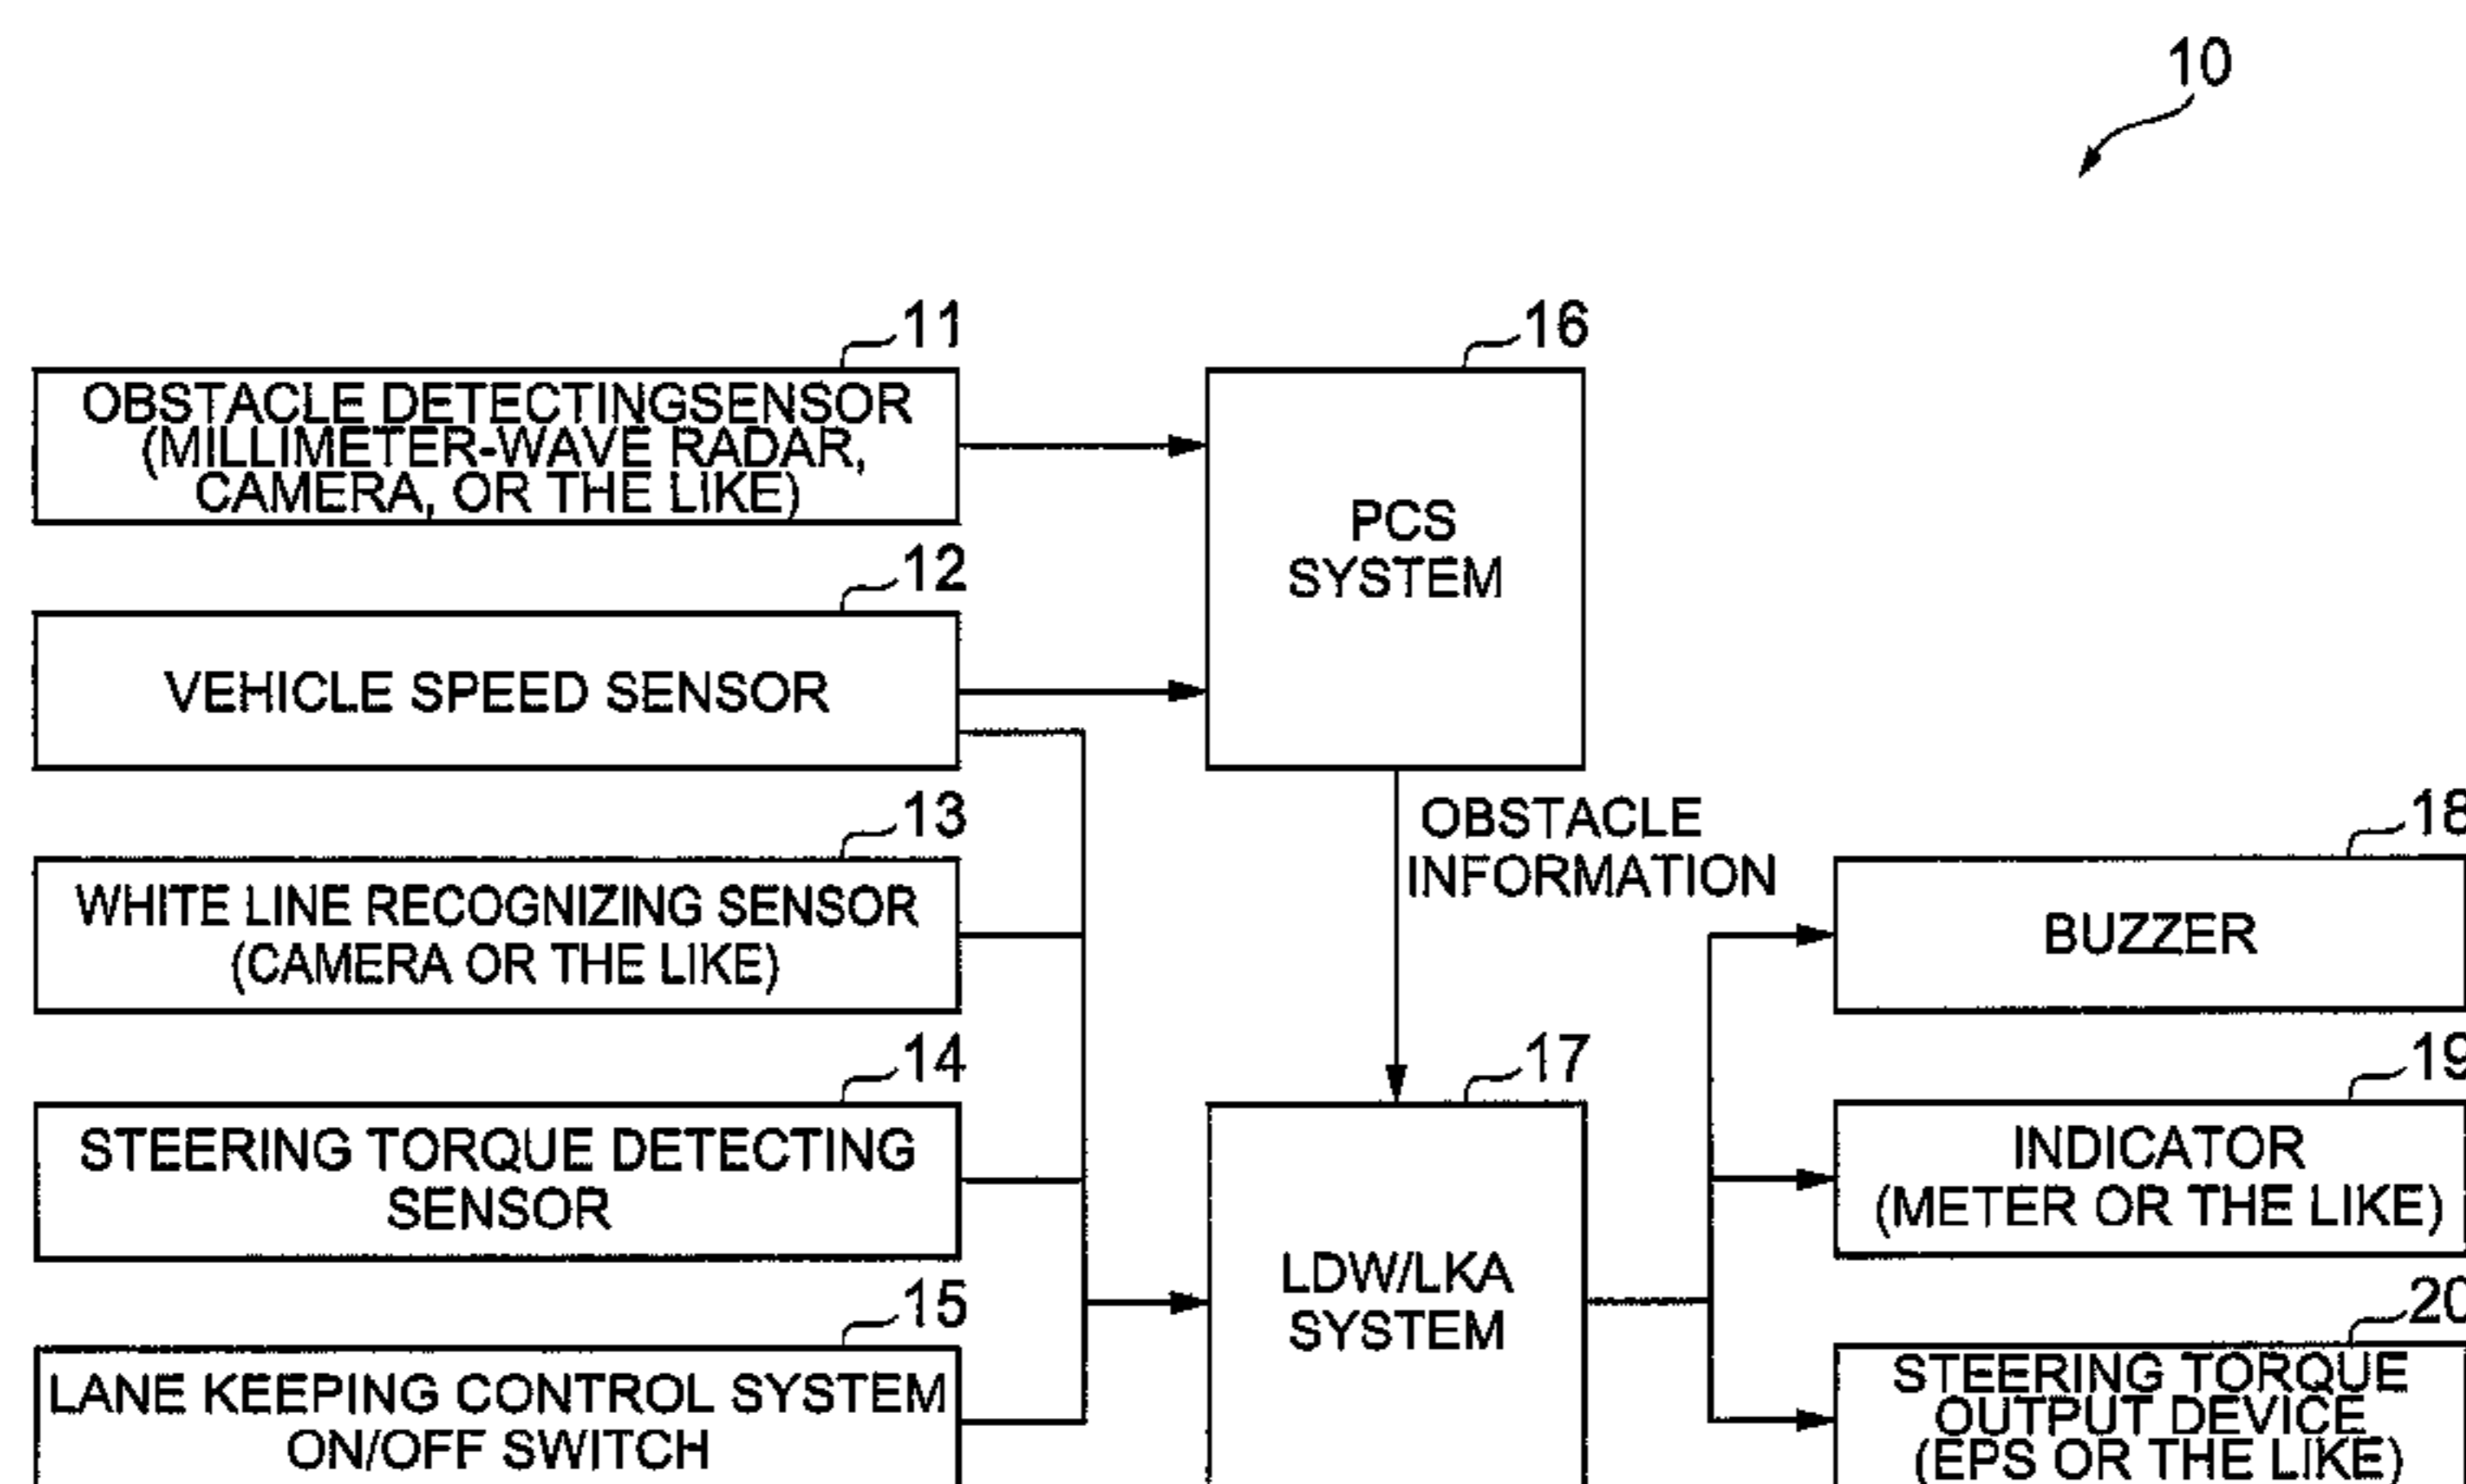 10
11
OBSTACLE DETECTINGSENSOR
(MILLIMETER-WAVE RADAR,
CAMERA, OR THE LIKE)
16
PCS
SYSTEM
12
VEHICLE SPEED SENSOR
13
WHITE LINE RECOGNIZING SENSOR
(CAMERA OR THE LIKE)
OBSTACLE
INFORMATION
18
BUZZER
14
STEERING TORQUE DETECTING
SENSOR
17
LDW/LKA
SYSTEM
19
INDICATOR
(METER OR THE LIKE)
15
LANE KEEPING CONTROL SYSTEM
ON/OFF SWITCH
20
STEERING TORQUE
OUTPUT DEVICE
(EPS OR THE LIKE)